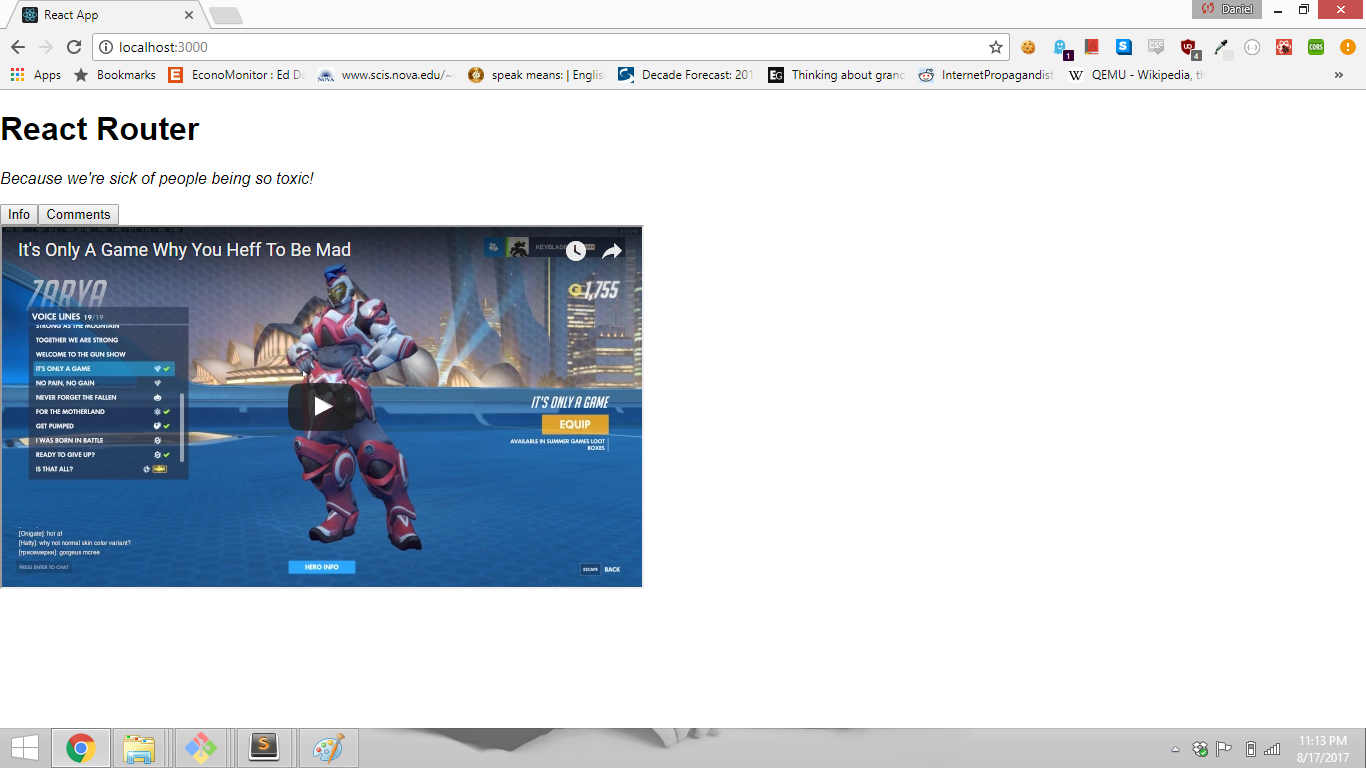 React App
Daniel
localhost:3000
1
4
CORS
Apps
Bookmarks
EconoMonitor : Ed D
www.scis.nova.edu/~
speak means: | Englis
Decade Forecast: 201
EG
Thinking about granc
InternetPropagandist
W
QEMU - Wikipedia, th
»
React Router
Because we're sick of people being so toxic!
Info
Comments
It's Only A Game Why You Heff To Be Mad
KEYBLADE
ZARYA
1,755
VOICE LINES 19/19
STRONG AS THE MOUNTAIN
TOGETHER WE ARE STRONG
WELCOME TO THE GUN SHOW
IT'S ONLY A GAME
NO PAIN, NO GAIN
NEVER FORGET THE FALLEN
FOR THE MOTHERLAND
GET PUMPED
I WAS BORN IN BATTLE
READY TO GIVE UP?
IS THAT ALL?
IT'S ONLY A GAME
EQUIP
AVAILABLE IN SUMMER GAMES LOOT
BOXES
[Onigate]: hot af
[Hatty]: why not normal skin color variant?
[грисемерки]: gorgeus mcree
PRESS ENTER TO CHAT
HERO INFO
ESCAPE
BACK
11:13 PM
8/17/2017